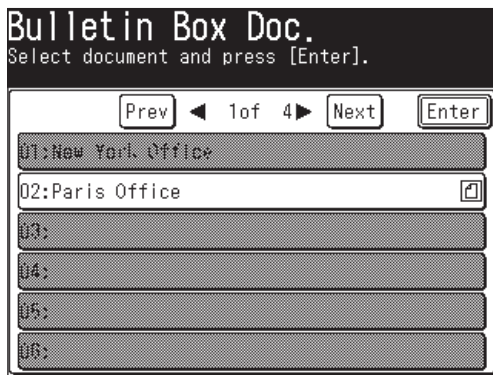 Bulletin Box Doc.
Select document and press [Enter].
Prev ◀ 1of 4▶ Next Enter
01:New York Office
02:Paris Office
03:
04:
05:
06: